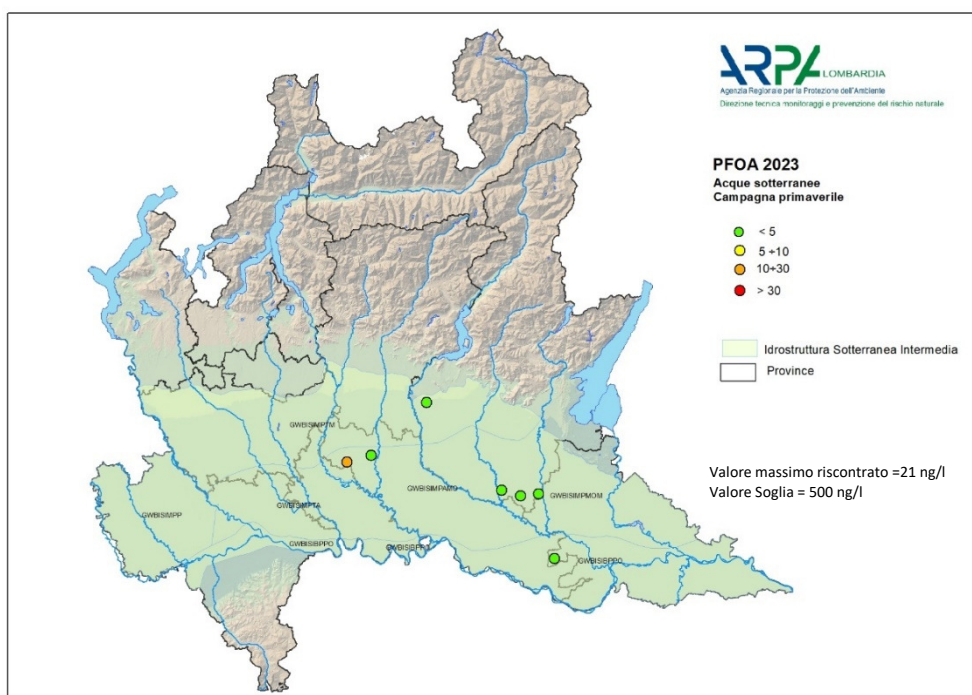 ARPA LOMBARDIA
Agenzia Regionale per la Protezione dell'Ambiente
Direzione tecnica monitoraggi e prevenzione del rischio naturale
PFOA 2023
Acque sotterranee
Campagna primaverile
< 5
5 ÷10
10÷30
> 30
Idrostruttura Sotterranea Intermedia
Province
Valore massimo riscontrato =21 ng/l
Valore Soglia = 500 ng/l
GWBISIMPTM
GWBISIMPAMO
GWBISIMPMOM
GWBISIMPP
GWBISIMPTA
GWBISIBPPO
GWBISIBPPO